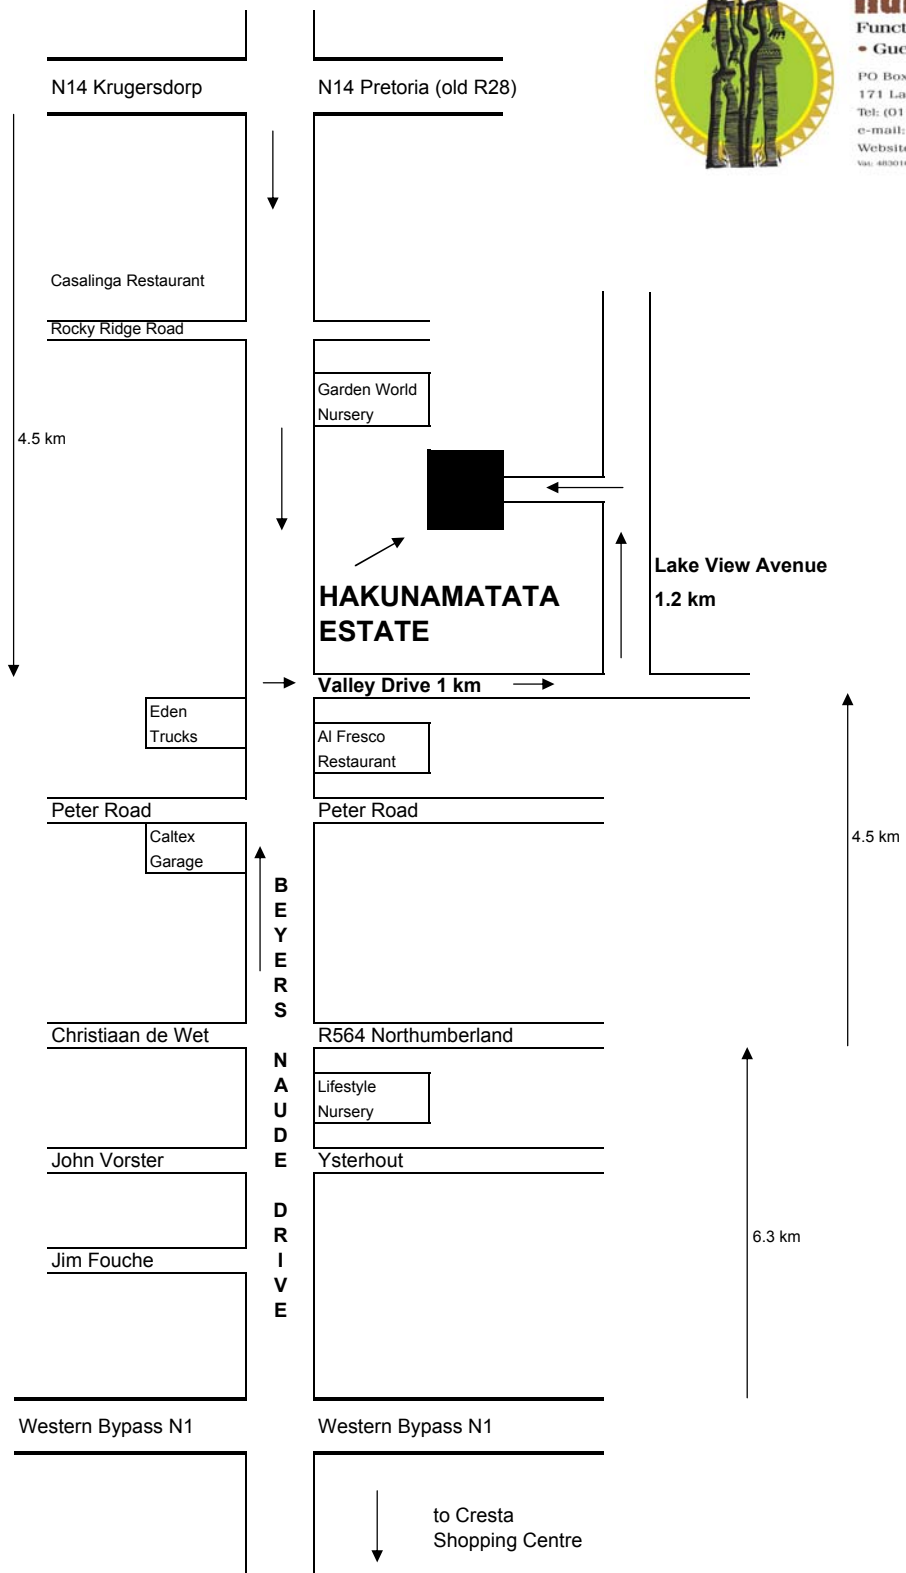 Funct
• Gue
PO Box
171 La
Tel: (01
e-mail:
Website
N14 Krugersdorp
N14 Pretoria (old R28)
Casalinga Restaurant
Rocky Ridge Road
Garden World
Nursery
4.5 km
Lake View Avenue
1.2 km
HAKUNAMATATA
ESTATE
Valley Drive 1 km
Eden
Trucks
Al Fresco
Restaurant
Peter Road
Peter Road
Caltex
Garage
4.5 km
BEYERS NAUDE DRIVE
Christiaan de Wet
R564 Northumberland
Lifestyle
Nursery
John Vorster
Ysterhout
Jim Fouche
6.3 km
Western Bypass N1
Western Bypass N1
to Cresta
Shopping Centre